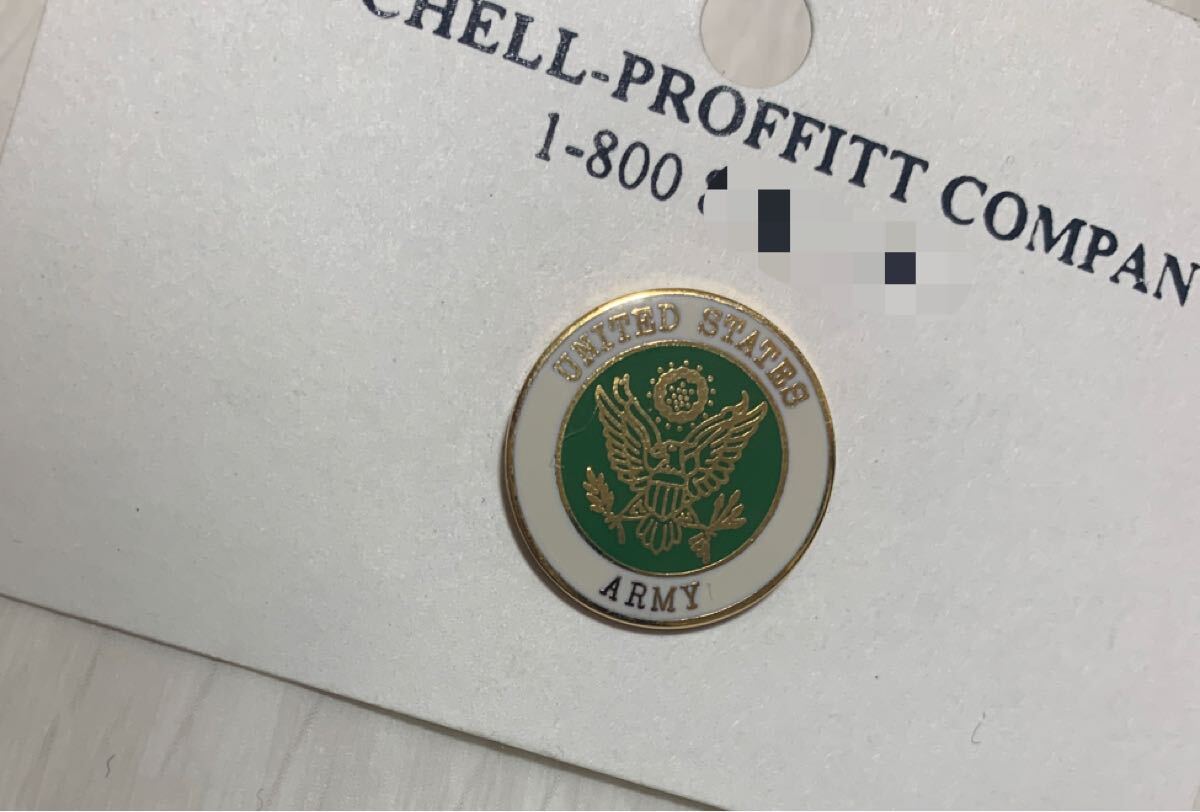 CHELL-PROFFITT COMPAN
1-800
UNITED STATES
ARMY